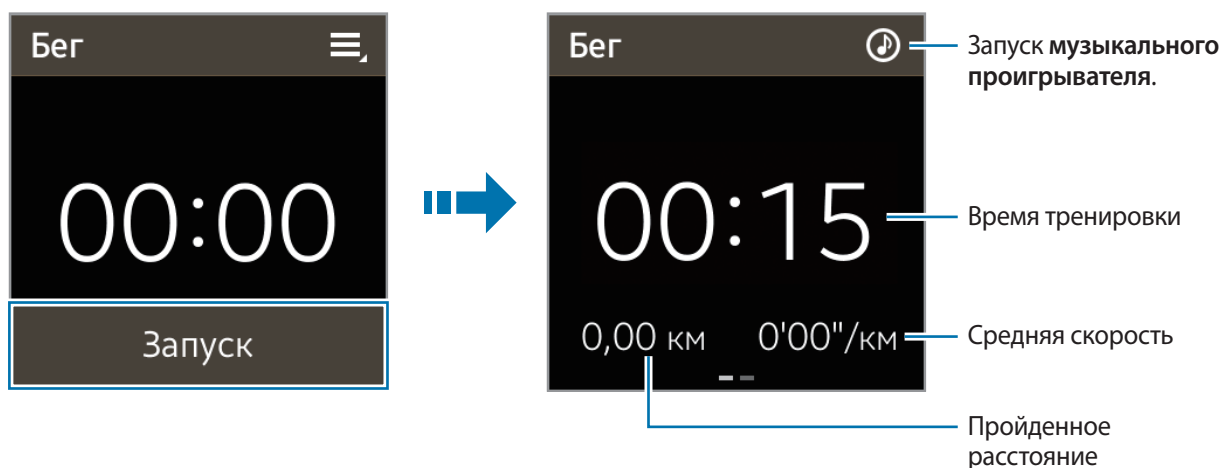 Бег
00:00
Запуск
Бег
Запуск музыкального
проигрывателя.
00:15
Время тренировки
0,00 км 0'00"/км
Средняя скорость
Пройденное
расстояние